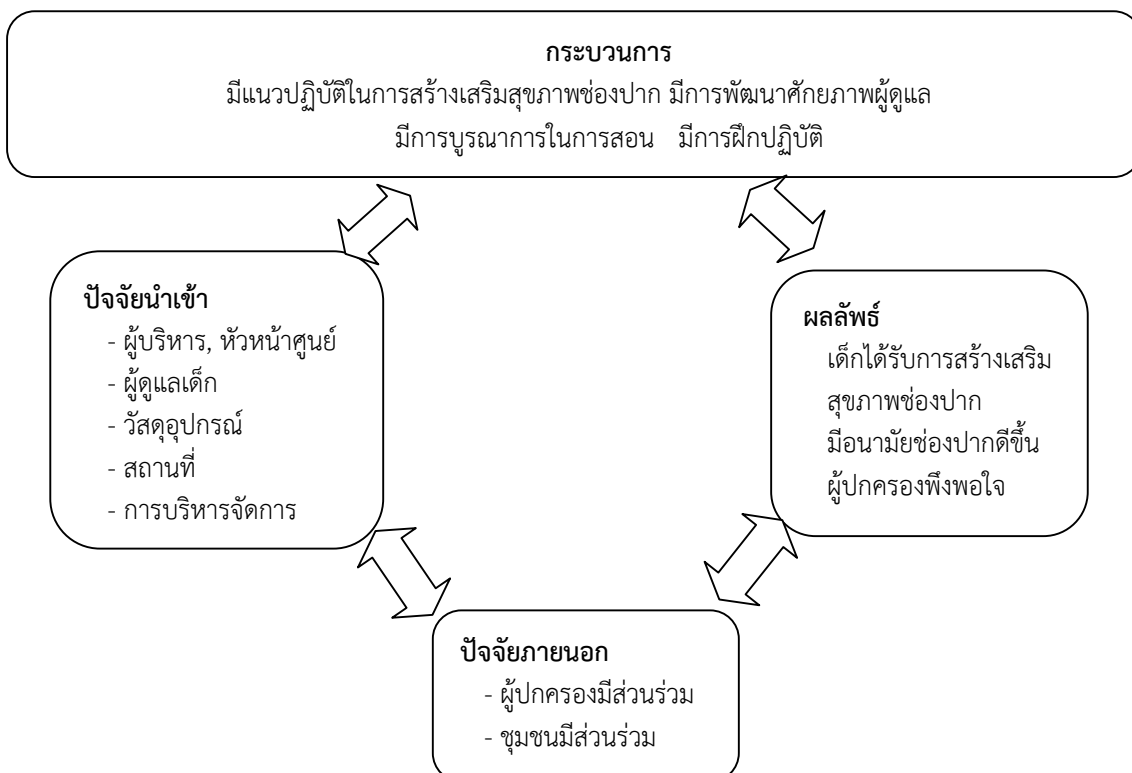 กระบวนการ
มีแนวปฏิบัติในการสร้างเสริมสุขภาพช่องปาก มีการพัฒนาศักยภาพผู้ดูแล
มีการบูรณาการในการสอน มีการฝึกปฏิบัติ
ปัจจัยนำเข้า
- ผู้บริหาร, หัวหน้าศูนย์
- ผู้ดูแลเด็ก
- วัสดุอุปกรณ์
- สถานที่
- การบริหารจัดการ
ผลลัพธ์
เด็กได้รับการสร้างเสริม
สุขภาพช่องปาก
มีอนามัยช่องปากดีขึ้น
ผู้ปกครองพึงพอใจ
ปัจจัยภายนอก
- ผู้ปกครองมีส่วนร่วม
- ชุมชนมีส่วนร่วม